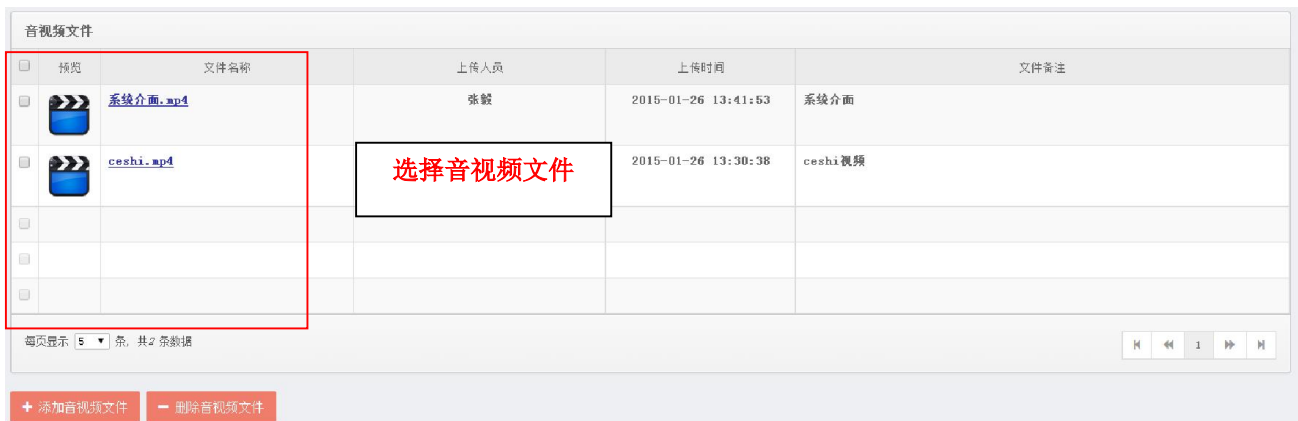 音视频文件
预览 文件名称 上传人员 上传时间 文件备注
系统介面.mp4 张毅 2015-01-26 13:41:53 系统介面
ceshi.mp4 2015-01-26 13:30:38 ceshi视频
选择音视频文件
每页显示 5 条, 共2条数据 1
添加音视频文件 删除音视频文件